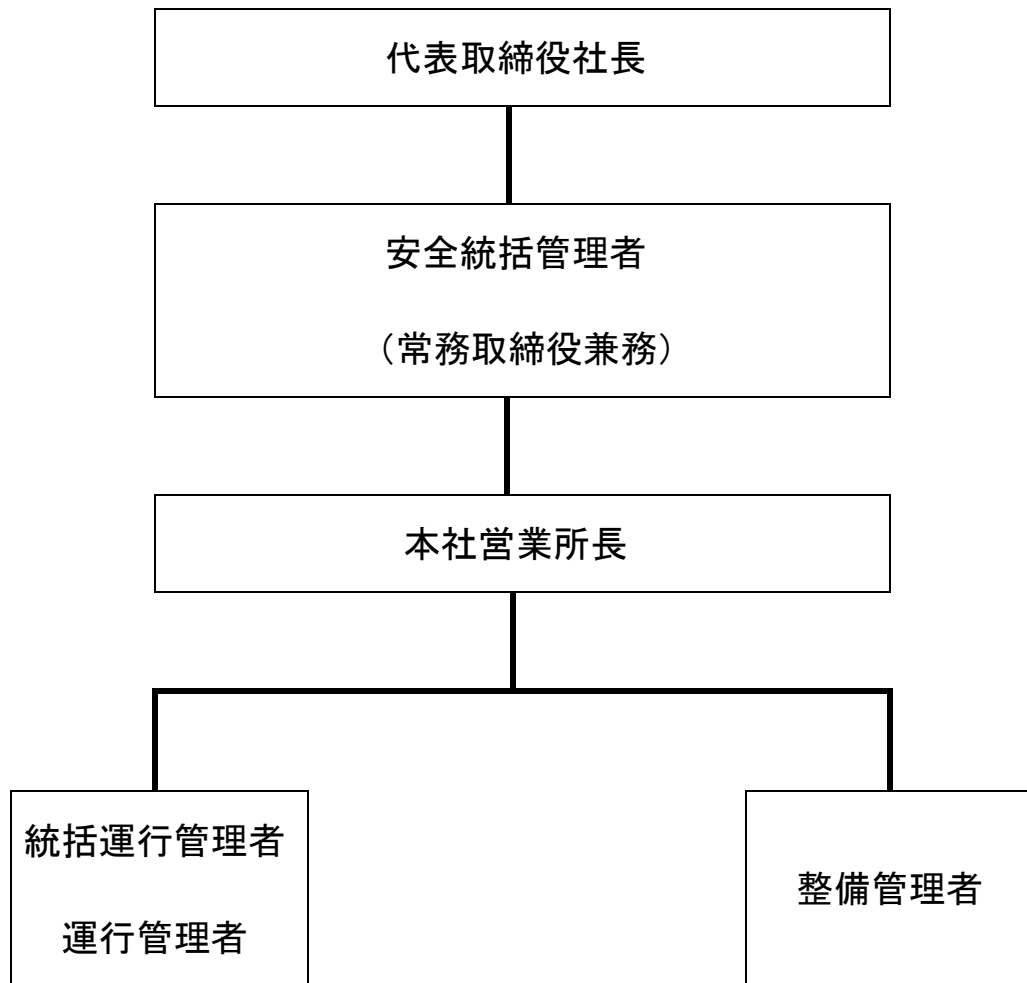 代表取締役社長
安全統括管理者
（常務取締役兼務）
本社営業所長
統括運行管理者
運行管理者
整備管理者